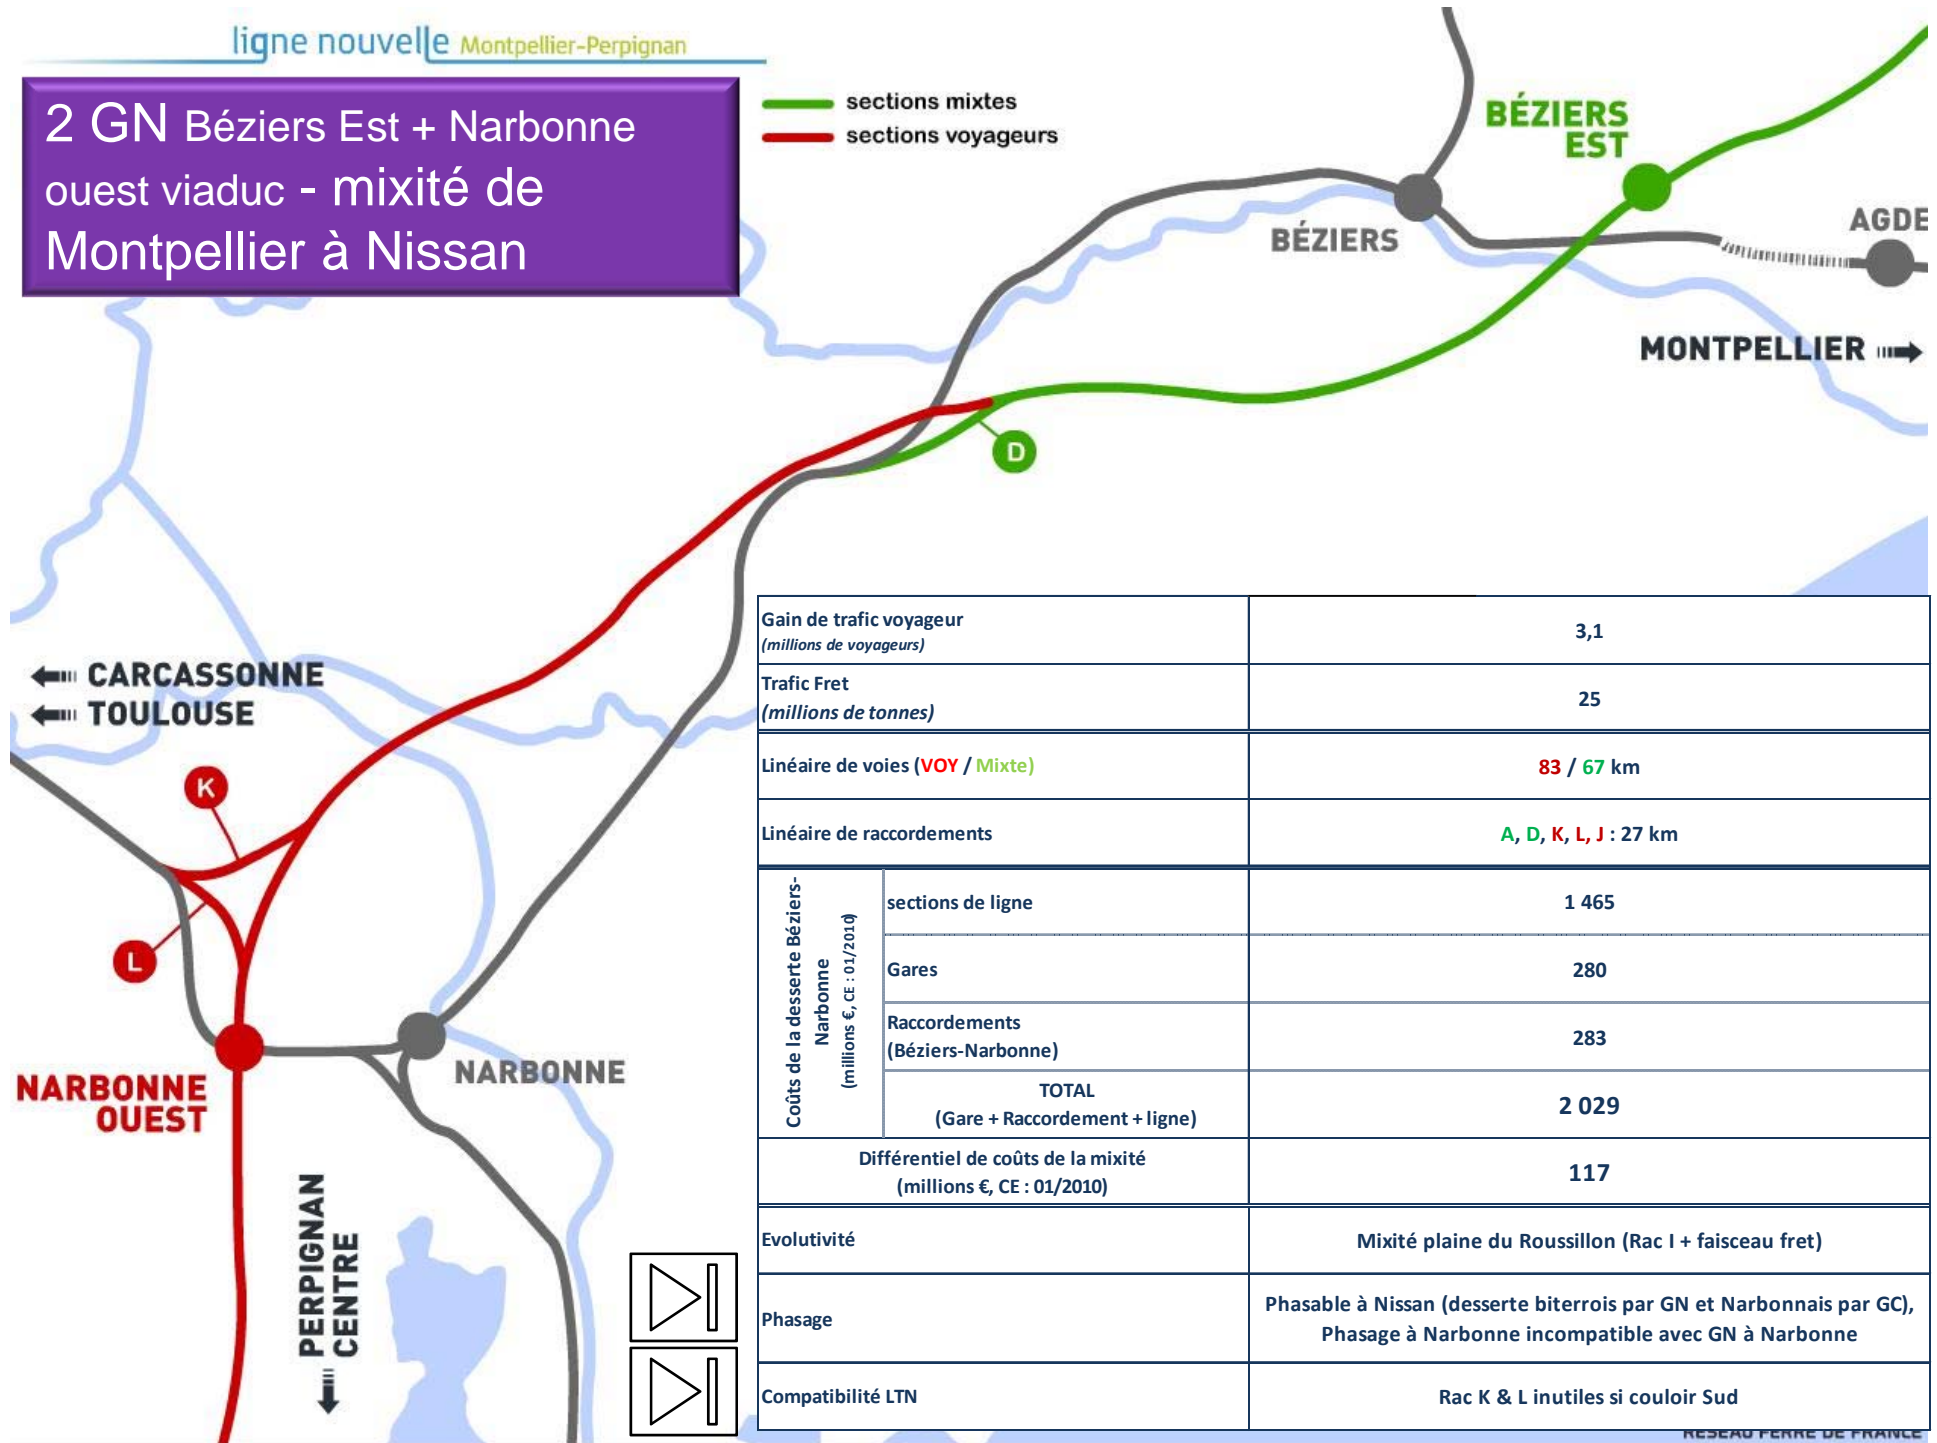 ligne nouvelle Montpellier-Perpignan
2 GN Béziers Est + Narbonne
ouest viaduc - mixité de
Montpellier à Nissan
sections mixtes
sections voyageurs
BÉZIERS
EST
BÉZIERS
AGDE
MONTPELLIER
D
CARCASSONNE
TOULOUSE
K
L
NARBONNE
OUEST
NARBONNE
PERPIGNAN
CENTRE
Gain de trafic voyageur
(millions de voyageurs)
3,1
Trafic Fret
(millions de tonnes)
25
Linéaire de voies (VOY / Mixte)
83 / 67 km
Linéaire de raccordements
A, D, K, L, J : 27 km
Coûts de la desserte Béziers-
Narbonne
(millions €, CE : 01/2010)
sections de ligne
1 465
Gares
280
Raccordements
(Béziers-Narbonne)
283
TOTAL
(Gare + Raccordement + ligne)
2 029
Différentiel de coûts de la mixité
(millions €, CE : 01/2010)
117
Evolutivité
Mixité plaine du Roussillon (Rac I + faisceau fret)
Phasage
Phasable à Nissan (desserte biterrois par GN et Narbonnais par GC),
Phasage à Narbonne incompatible avec GN à Narbonne
Compatibilité LTN
Rac K & L inutiles si couloir Sud
RESEAU FERRE DE FRANCE